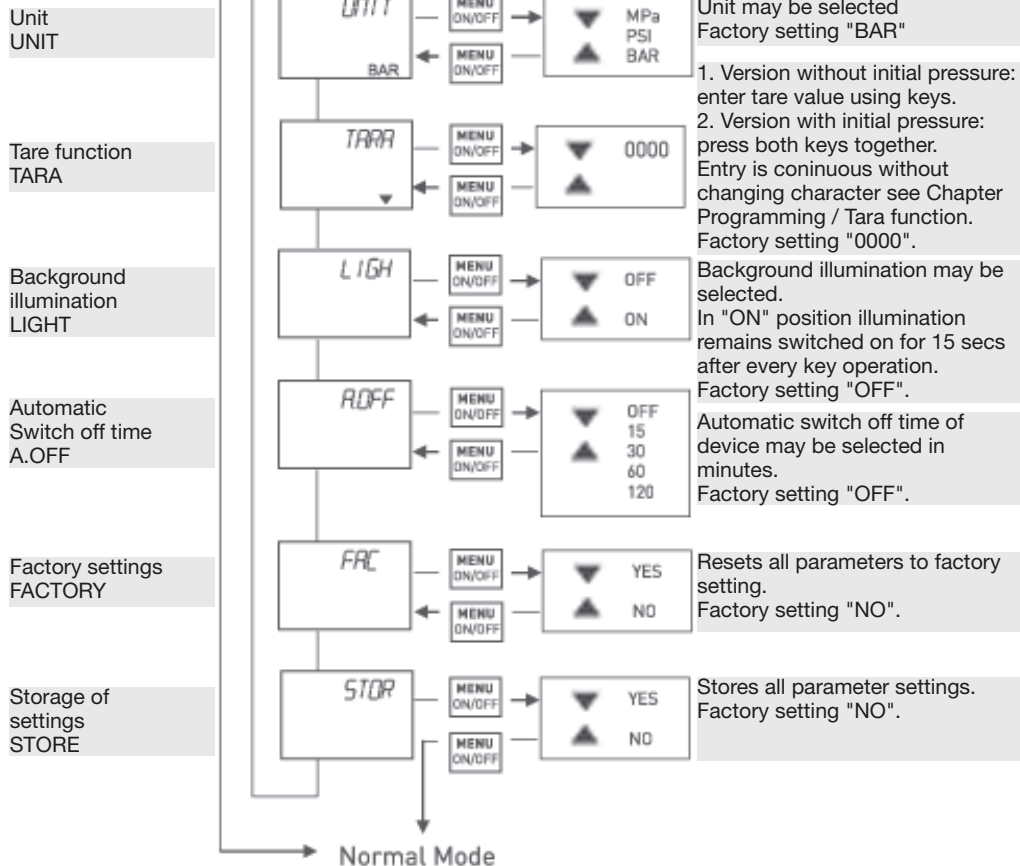 Unit
UNIT
UNIT
BAR
MENU
ON/OFF
MENU
ON/OFF
MPa
PSI
BAR
Unit may be selected
Factory setting "BAR"
Tare function
TARA
TARA
MENU
ON/OFF
MENU
ON/OFF
0000
1. Version without initial pressure:
enter tare value using keys.
2. Version with initial pressure:
press both keys together.
Entry is coninuous without
changing character see Chapter
Programming / Tara function.
Factory setting "0000".
Background
illumination
LIGHT
LIGH
MENU
ON/OFF
MENU
ON/OFF
OFF
ON
Background illumination may be
selected.
In "ON" position illumination
remains switched on for 15 secs
after every key operation.
Factory setting "OFF".
Automatic
Switch off time
A.OFF
A.OFF
MENU
ON/OFF
MENU
ON/OFF
OFF
15
30
60
120
Automatic switch off time of
device may be selected in
minutes.
Factory setting "OFF".
Factory settings
FACTORY
FAC
MENU
ON/OFF
MENU
ON/OFF
YES
NO
Resets all parameters to factory
setting.
Factory setting "NO".
Storage of
settings
STORE
STOR
MENU
ON/OFF
MENU
ON/OFF
YES
NO
Stores all parameter settings.
Factory setting "NO".
Normal Mode